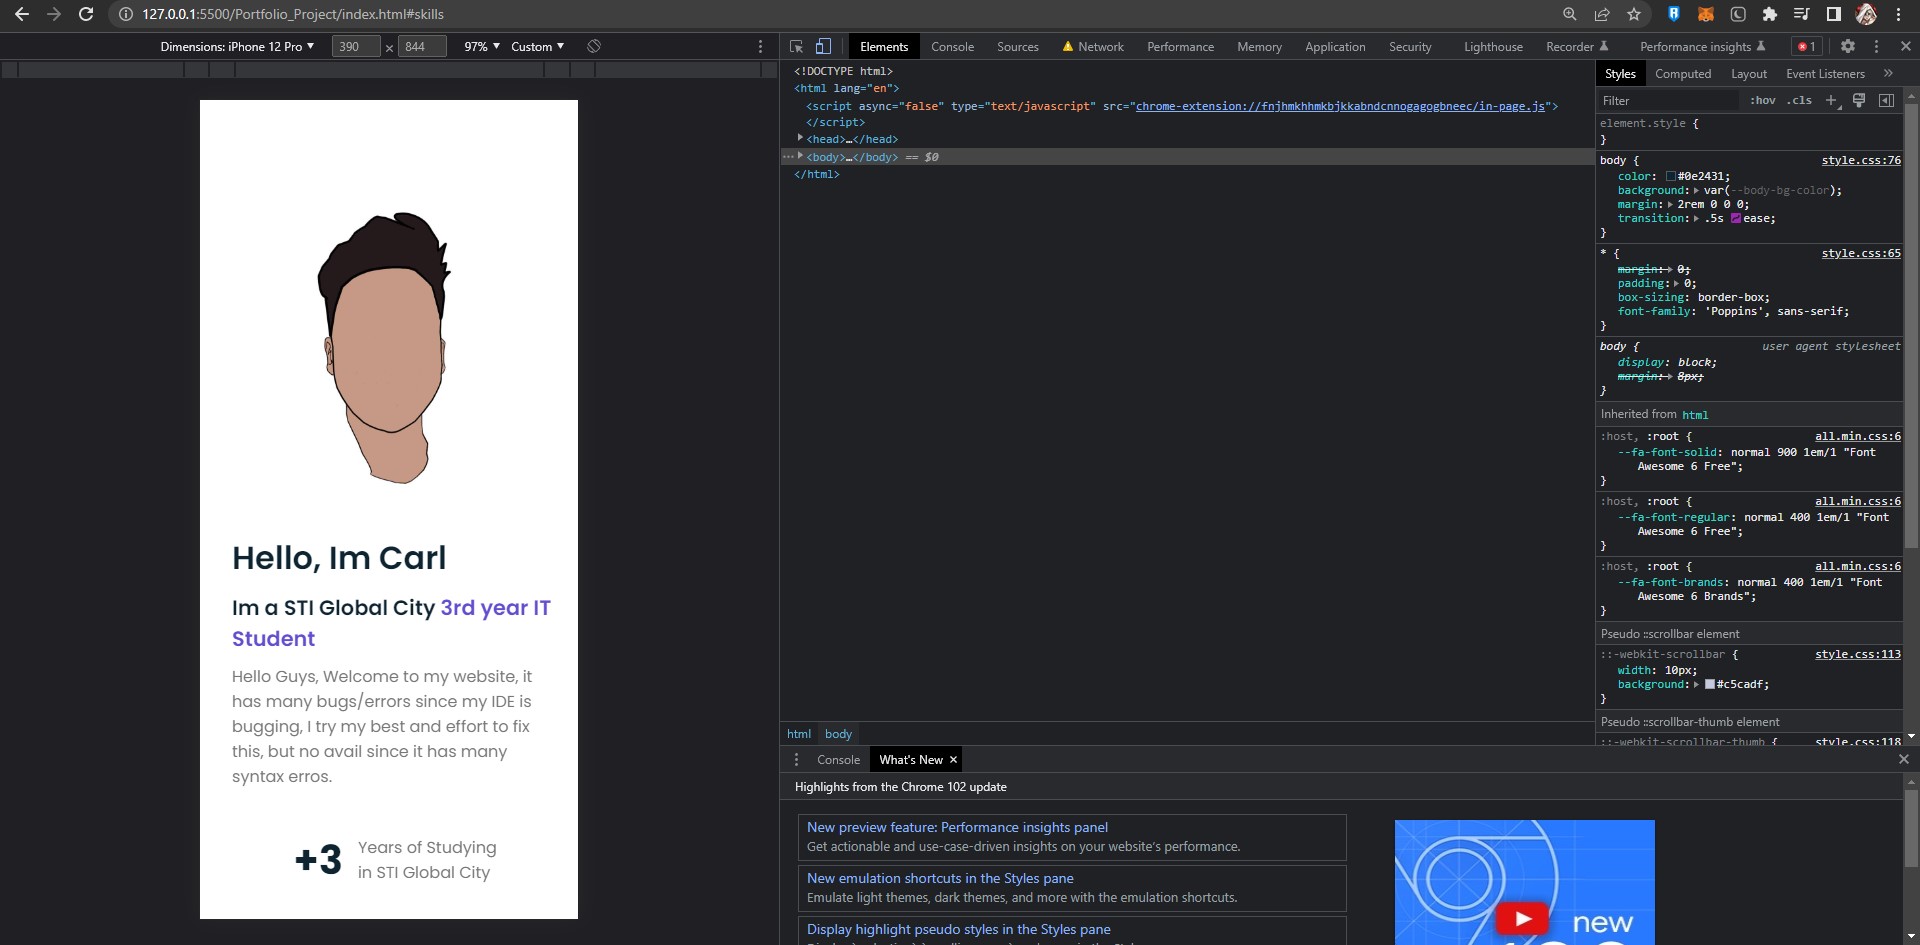 127.0.0.1:5500/Portfolio_Project/index.html#skills
Dimensions: iPhone 12 Pro ▼ 390 × 844 97% ▼ Custom ▼
Elements Console Sources Network Performance Memory Application Security Lighthouse Recorder Performance insights 1
Hello, Im Carl
Im a STI Global City 3rd year IT
Student
Hello Guys, Welcome to my website, it
has many bugs/errors since my IDE is
bugging, I try my best and effort to fix
this, but no avail since it has many
syntax erros.
+3
Years of Studying
in STI Global City
<!DOCTYPE html>
<html lang="en">
<script async="false" type="text/javascript" src="chrome-extension://fnjhmkhhmkbjkkabndcnnogagogbneec/in-page.js">
</script>
<head>…</head>
<body>…</body> == $0
</html>
html body
Styles Computed Layout Event Listeners »
Filter :hov .cls +
element.style {
}
body { style.css:76
color: #0e2431;
background: var(--body-bg-color);
margin: 2rem 0 0 0;
transition: .5s ease;
}
* { style.css:65
margin: 0;
padding: 0;
box-sizing: border-box;
font-family: 'Poppins', sans-serif;
}
body { user agent stylesheet
display: block;
margin: 8px;
}
Inherited from html
:host, :root { all.min.css:6
--fa-font-solid: normal 900 1em/1 "Font
Awesome 6 Free";
}
:host, :root { all.min.css:6
--fa-font-regular: normal 400 1em/1 "Font
Awesome 6 Free";
}
:host, :root { all.min.css:6
--fa-font-brands: normal 400 1em/1 "Font
Awesome 6 Brands";
}
Pseudo ::scrollbar element
::-webkit-scrollbar { style.css:113
width: 10px;
background: #c5cadf;
}
Pseudo ::scrollbar-thumb element
::-webkit-scrollbar-thumb { style.css:118
Console What's New ×
Highlights from the Chrome 102 update
New preview feature: Performance insights panel
Get actionable and use-case-driven insights on your website's performance.
New emulation shortcuts in the Styles pane
Emulate light themes, dark themes, and more with the emulation shortcuts.
Display highlight pseudo styles in the Styles pane
new